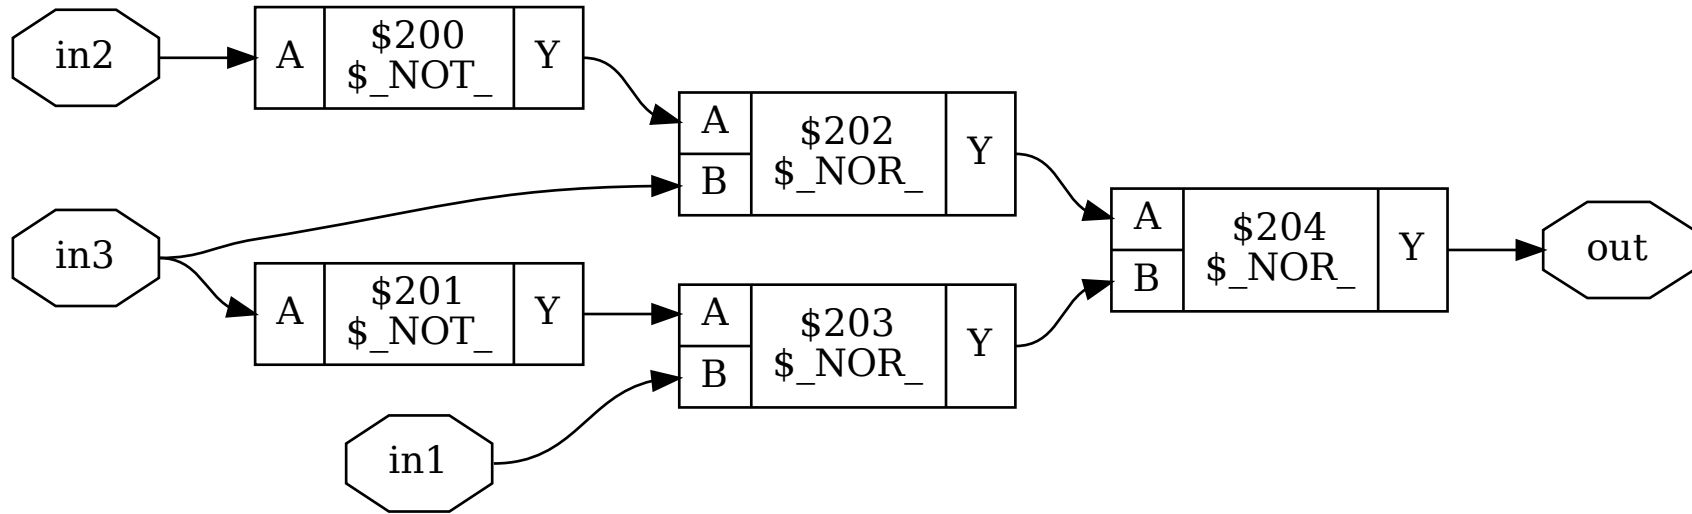 in2
A
$200
$_NOT_
Y
A
B
$202
$_NOR_
Y
in3
A
$201
$_NOT_
Y
A
B
$203
$_NOR_
Y
in1
A
B
$204
$_NOR_
Y
out